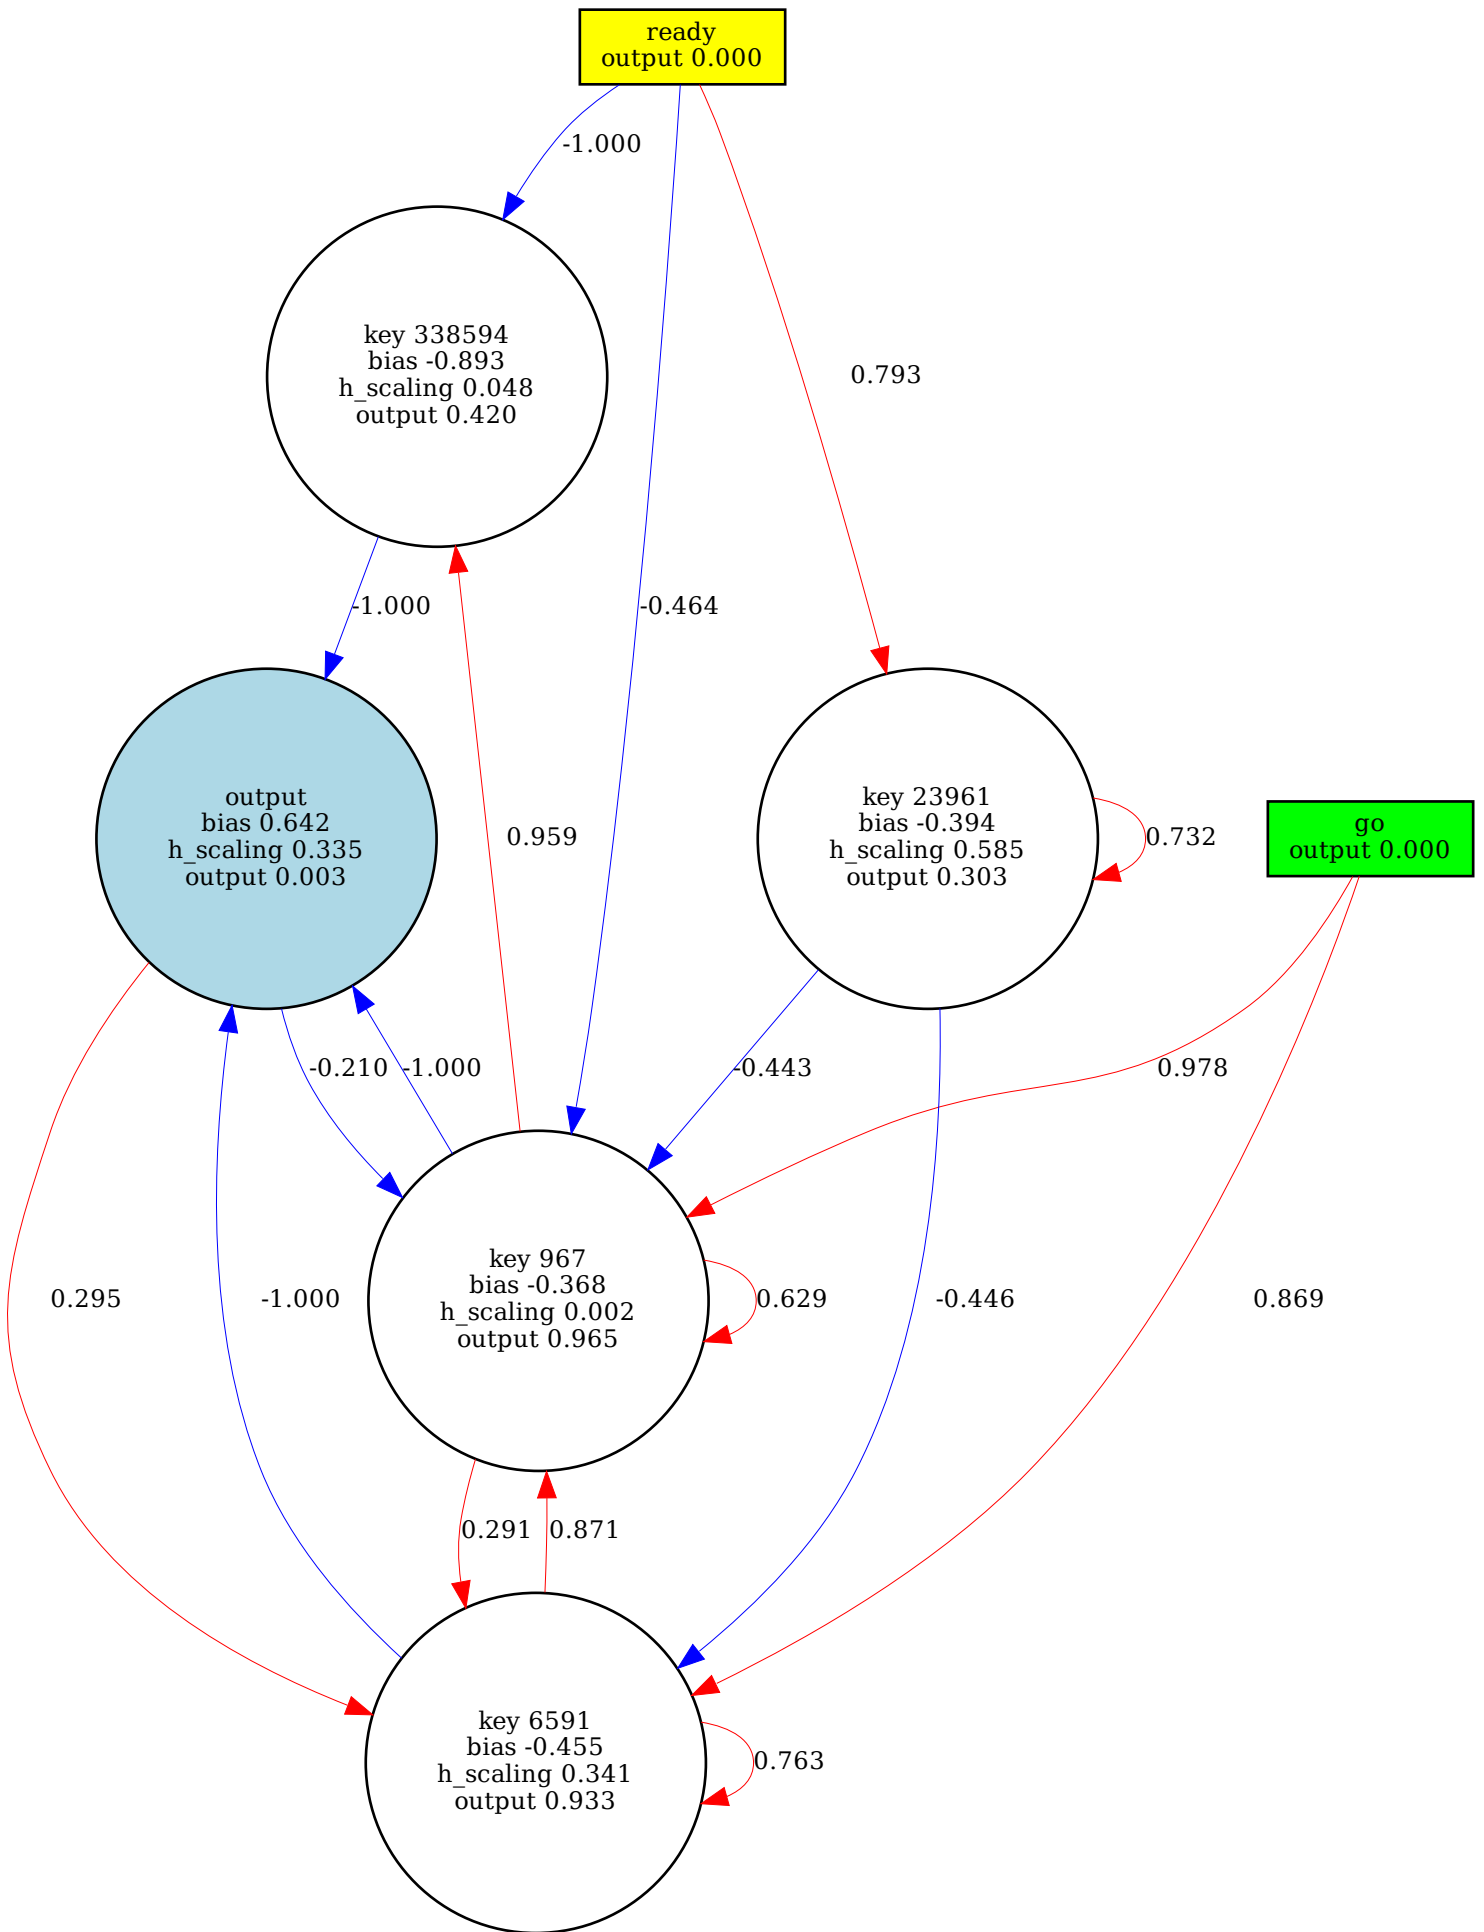 ready
output 0.000
-1.000
key 338594
bias -0.893
h_scaling 0.048
output 0.420
0.793
-1.000
-0.464
output
bias 0.642
h_scaling 0.335
output 0.003
0.959
key 23961
bias -0.394
h_scaling 0.585
output 0.303
0.732
go
output 0.000
-0.210
-1.000
-0.443
0.978
0.295
-1.000
key 967
bias -0.368
h_scaling 0.002
output 0.965
0.629
-0.446
0.869
0.291
0.871
key 6591
bias -0.455
h_scaling 0.341
output 0.933
0.763